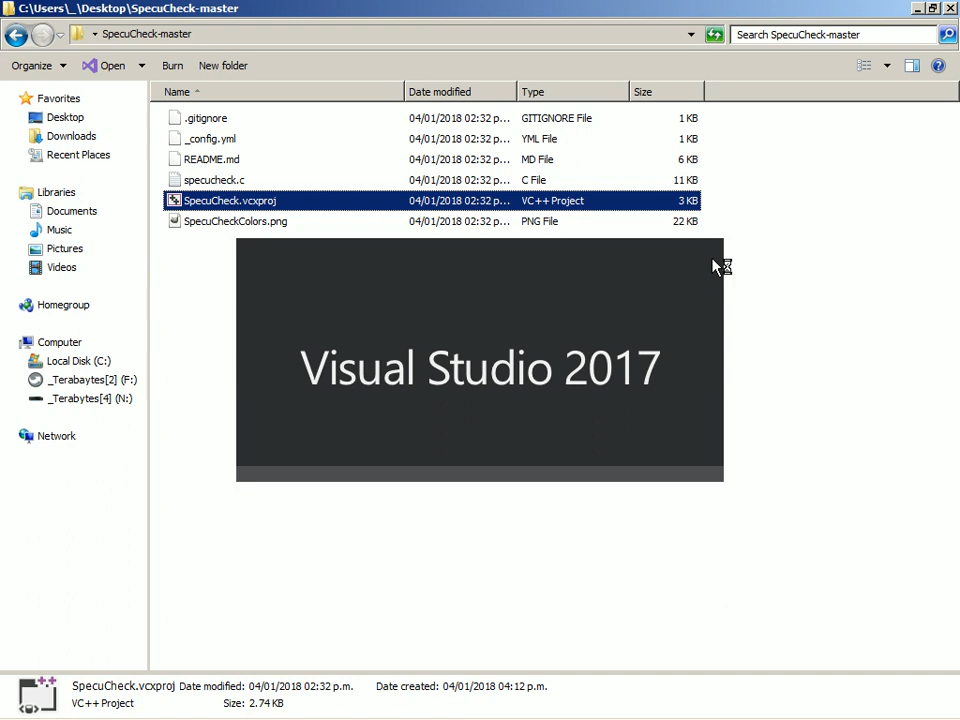 C:\Users\_\Desktop\SpecuCheck-master
SpecuCheck-master
Search SpecuCheck-master
Organize Open Burn New folder
Name Date modified Type Size
Favorites
Desktop
Downloads
Recent Places
Libraries
Documents
Music
Pictures
Videos
Homegroup
Computer
Local Disk (C:)
_Terabaytes[2] (F:)
_Terabytes[4] (N:)
Network
.gitignore 04/01/2018 02:32 p... GITIGNORE File 1 KB
_config.yml 04/01/2018 02:32 p... YML File 1 KB
README.md 04/01/2018 02:32 p... MD File 6 KB
specucheck.c 04/01/2018 02:32 p... C File 11 KB
SpecuCheck.vcxproj 04/01/2018 02:32 p... VC++ Project 3 KB
SpecuCheckColors.png 04/01/2018 02:32 p... PNG File 22 KB
Visual Studio 2017
SpecuCheck.vcxproj Date modified: 04/01/2018 02:32 p.m. Date created: 04/01/2018 04:12 p.m.
VC++ Project Size: 2.74 KB